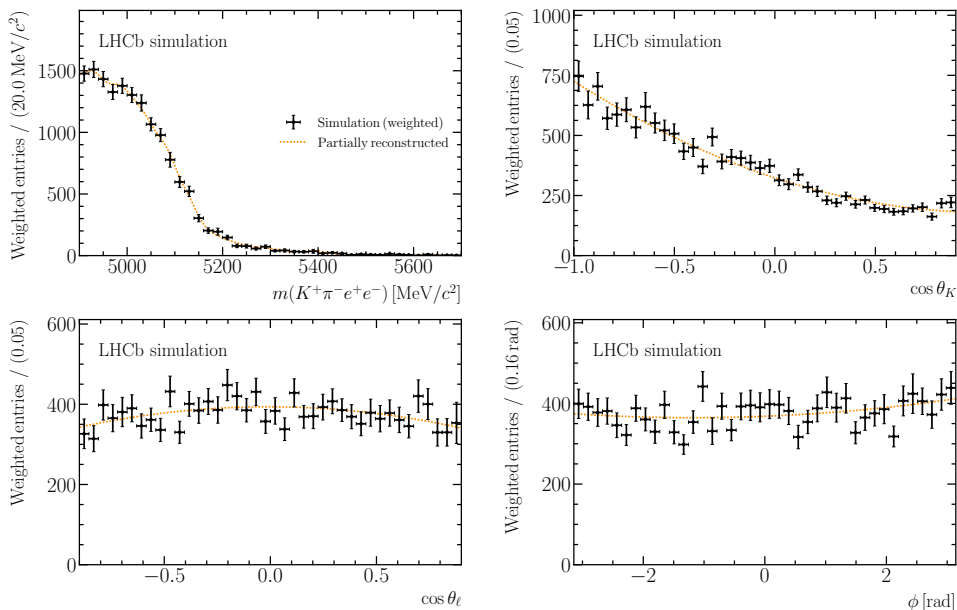 LHCb simulation
Weighted entries / (20.0 MeV/c²)
1500
1000
500
0
Simulation (weighted)
Partially reconstructed
5000
5200
5400
5600
m(K⁺π⁻e⁺e⁻) [MeV/c²]
LHCb simulation
Weighted entries / (0.05)
1000
750
500
250
0
−1.0
−0.5
0.0
0.5
cos θ_K
LHCb simulation
Weighted entries / (0.05)
600
400
200
0
−0.5
0.0
0.5
cos θ_ℓ
LHCb simulation
Weighted entries / (0.16 rad)
600
400
200
0
−2
0
2
ϕ [rad]